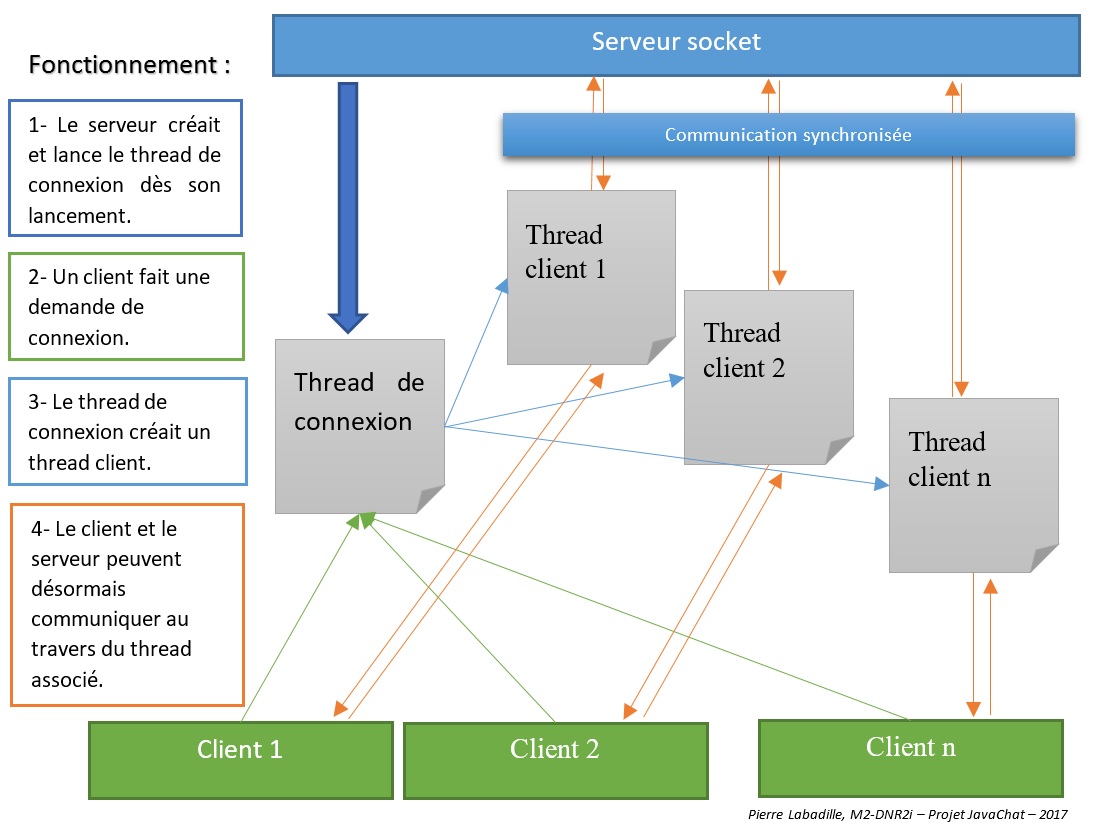 Serveur socket
Fonctionnement :
1- Le serveur créait
et lance le thread de
connexion dès son
lancement.
Communication synchronisée
2- Un client fait une
demande de
connexion.
3- Le thread de
connexion créait un
thread client.
4- Le client et le
serveur peuvent
désormais
communiquer au
travers du thread
associé.
Thread de
connexion
Thread
client 1
Thread
client 2
Thread
client n
Client 1
Client 2
Client n
Pierre Labadille, M2-DNR2i – Projet JavaChat – 2017